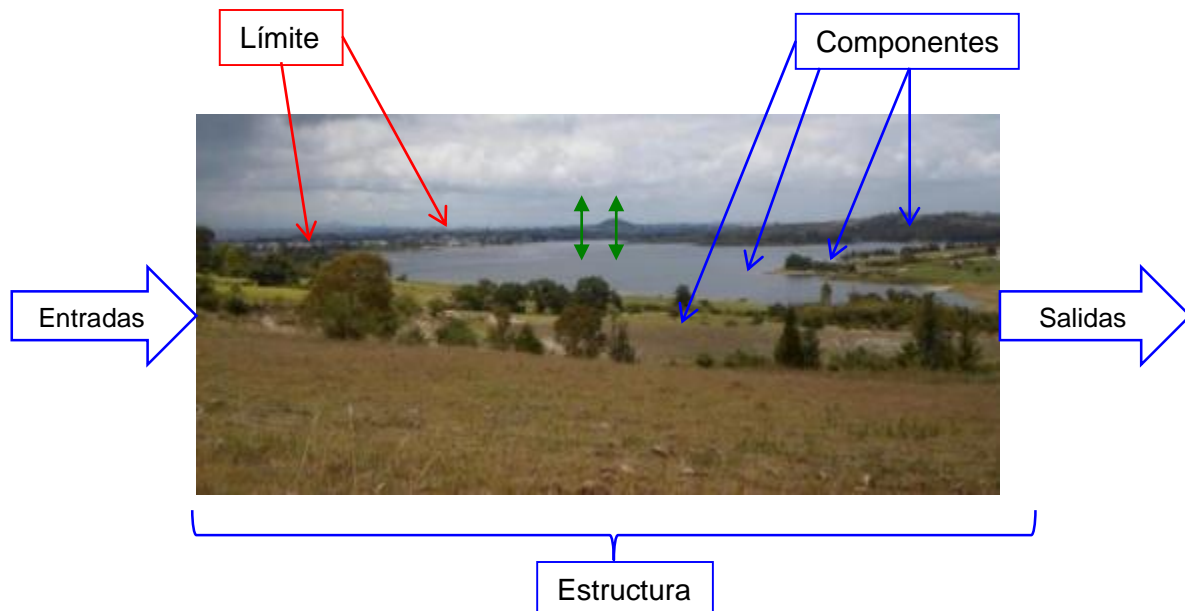 Límite
Componentes
Entradas
Salidas
Estructura